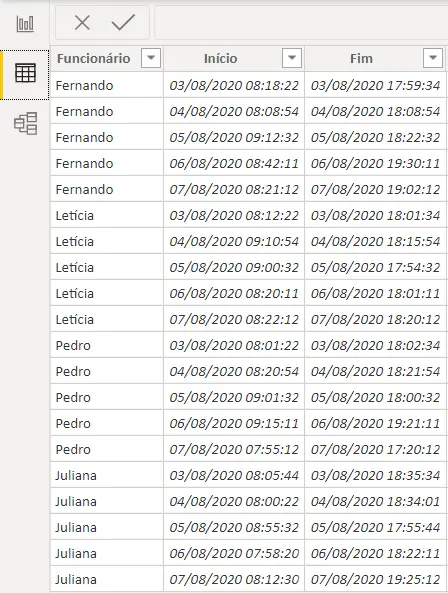 Funcionário Início Fim
Fernando 03/08/2020 08:18:22 03/08/2020 17:59:34
Fernando 04/08/2020 08:08:54 04/08/2020 18:08:54
Fernando 05/08/2020 09:12:32 05/08/2020 18:22:32
Fernando 06/08/2020 08:42:11 06/08/2020 19:30:11
Fernando 07/08/2020 08:21:12 07/08/2020 19:02:12
Letícia 03/08/2020 08:12:22 03/08/2020 18:01:34
Letícia 04/08/2020 09:10:54 04/08/2020 18:15:54
Letícia 05/08/2020 09:00:32 05/08/2020 17:54:32
Letícia 06/08/2020 08:20:11 06/08/2020 18:01:11
Letícia 07/08/2020 08:22:12 07/08/2020 18:20:12
Pedro 03/08/2020 08:01:22 03/08/2020 18:02:34
Pedro 04/08/2020 08:20:54 04/08/2020 18:21:54
Pedro 05/08/2020 09:01:32 05/08/2020 18:00:32
Pedro 06/08/2020 09:15:11 06/08/2020 19:21:11
Pedro 07/08/2020 07:55:12 07/08/2020 17:20:12
Juliana 03/08/2020 08:05:44 03/08/2020 18:35:34
Juliana 04/08/2020 08:00:22 04/08/2020 18:34:01
Juliana 05/08/2020 08:55:32 05/08/2020 17:55:44
Juliana 06/08/2020 07:58:20 06/08/2020 18:22:11
Juliana 07/08/2020 08:12:30 07/08/2020 19:25:12